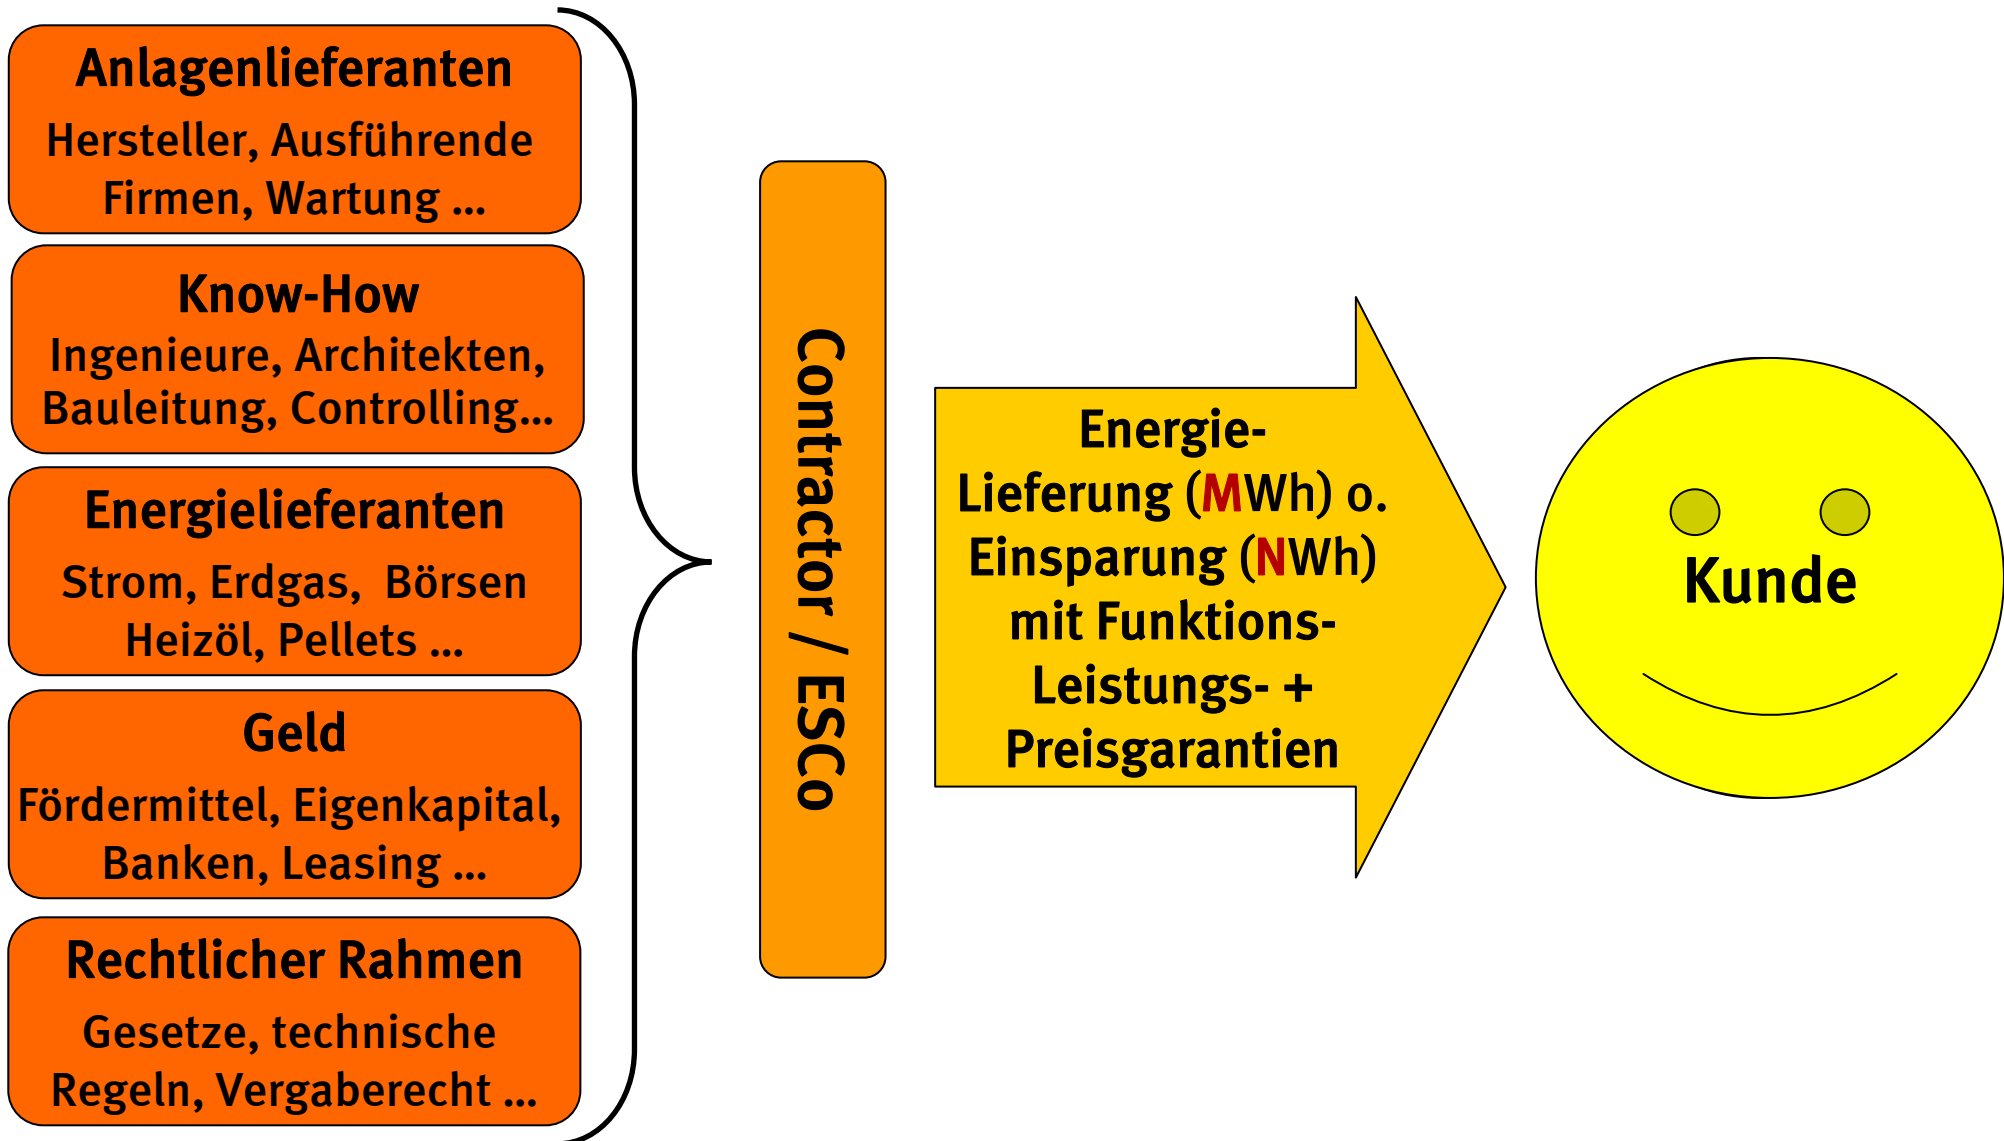 Anlagenlieferanten
Hersteller, Ausführende
Firmen, Wartung ...
Know-How
Ingenieure, Architekten,
Bauleitung, Controlling...
Energielieferanten
Strom, Erdgas, Börsen
Heizöl, Pellets ...
Geld
Fördermittel, Eigenkapital,
Banken, Leasing ...
Rechtlicher Rahmen
Gesetze, technische
Regeln, Vergaberecht ...
Contractor / ESCo
Energie-
Lieferung (MWh) o.
Einsparung (NWh)
mit Funktions-
Leistungs- +
Preisgarantien
Kunde